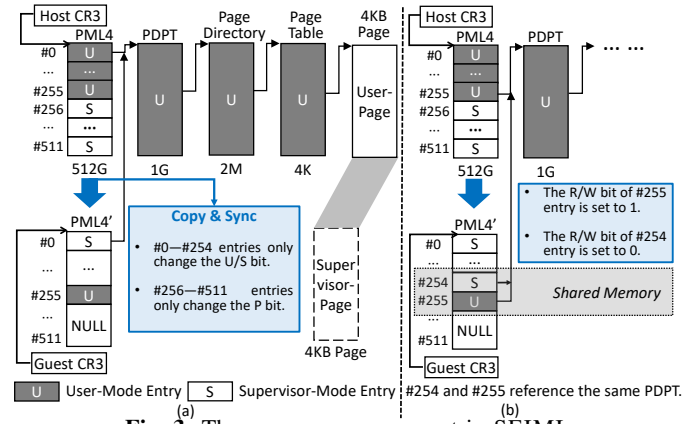 Host CR3
PML4
PDPT
Page Directory
Page Table
4KB Page
#0
...
#255
#256
...
#511
U
...
U
S
...
S
U
U
U
User-Page
512G
1G
2M
4K
PML4'
#0
...
#255
...
#511
S
...
U
NULL
Guest CR3
Copy & Sync
• #0—#254 entries only
change the U/S bit.
• #256—#511 entries
only change the P bit.
Super
visor-
Page
4KB Page
Host CR3
PML4
PDPT
... ...
#0
...
#255
#256
...
#511
U
...
U
S
...
S
U
512G
1G
• The R/W bit of #255
entry is set to 1.
• The R/W bit of #254
entry is set to 0.
PML4'
#0
...
#254
#255
...
#511
S
...
S
U
NULL
Shared Memory
Guest CR3
U User-Mode Entry S Supervisor-Mode Entry
#254 and #255 reference the same PDPT.
(a)
(b)